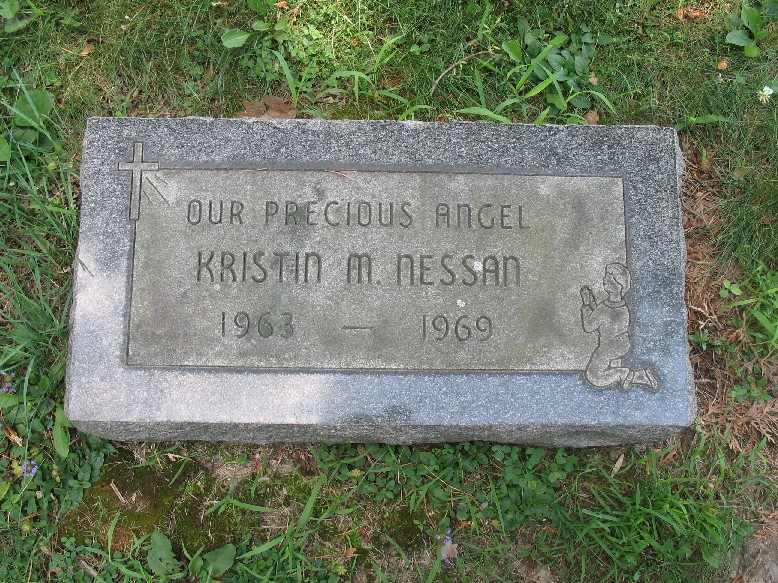 OUR PRECIOUS ANGEL
KRISTIN M. NESSAN
1963 — 1969